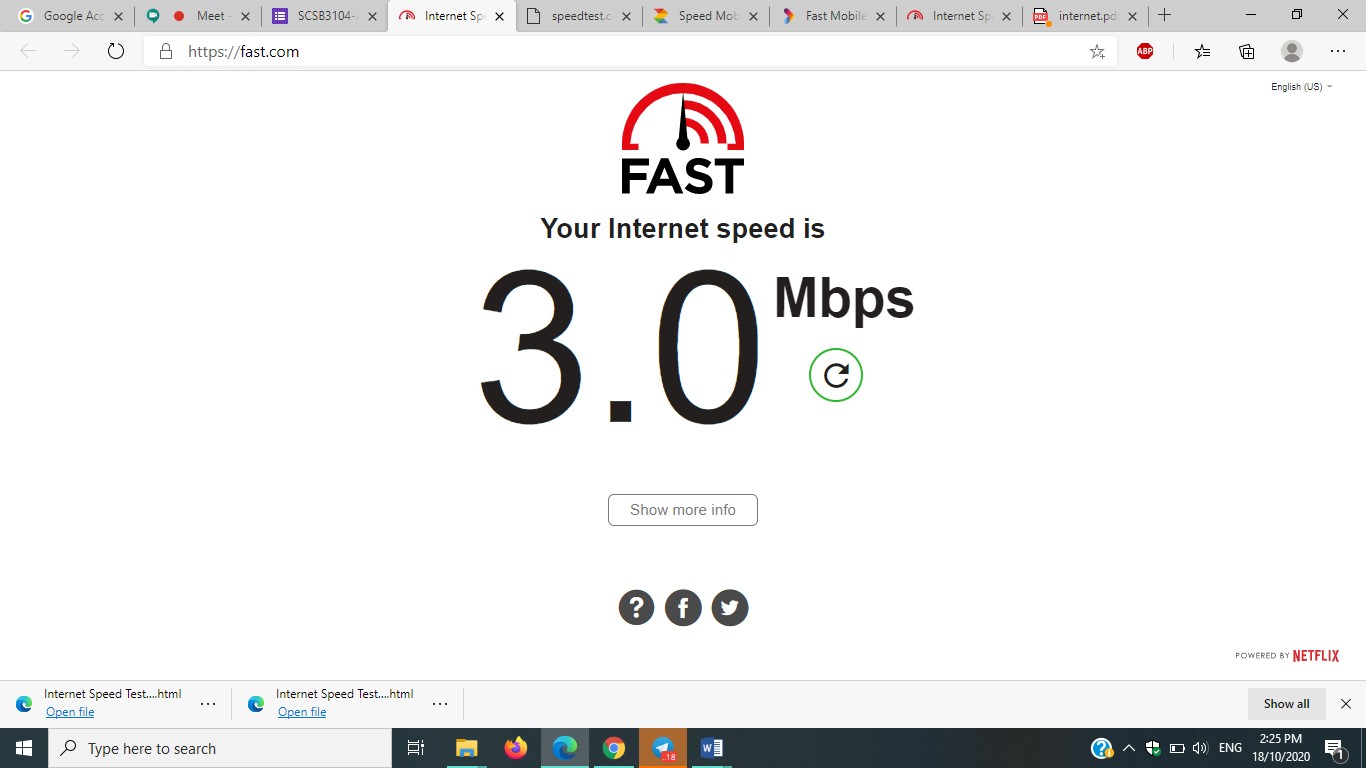 Google Acc
Meet -
SCSB3104-
Internet Sp
speedtest.c
Speed Mob
Fast Mobile
Internet Sp
PDF
internet.pd
https://fast.com
ABP
English (US)
FAST
Your Internet speed is
3.0 Mbps
Show more info
?
f
POWERED BY NETFLIX
Internet Speed Test....html
Open file
Internet Speed Test....html
Open file
Show all
Type here to search
..18
W
?
ENG
2:25 PM
18/10/2020
1